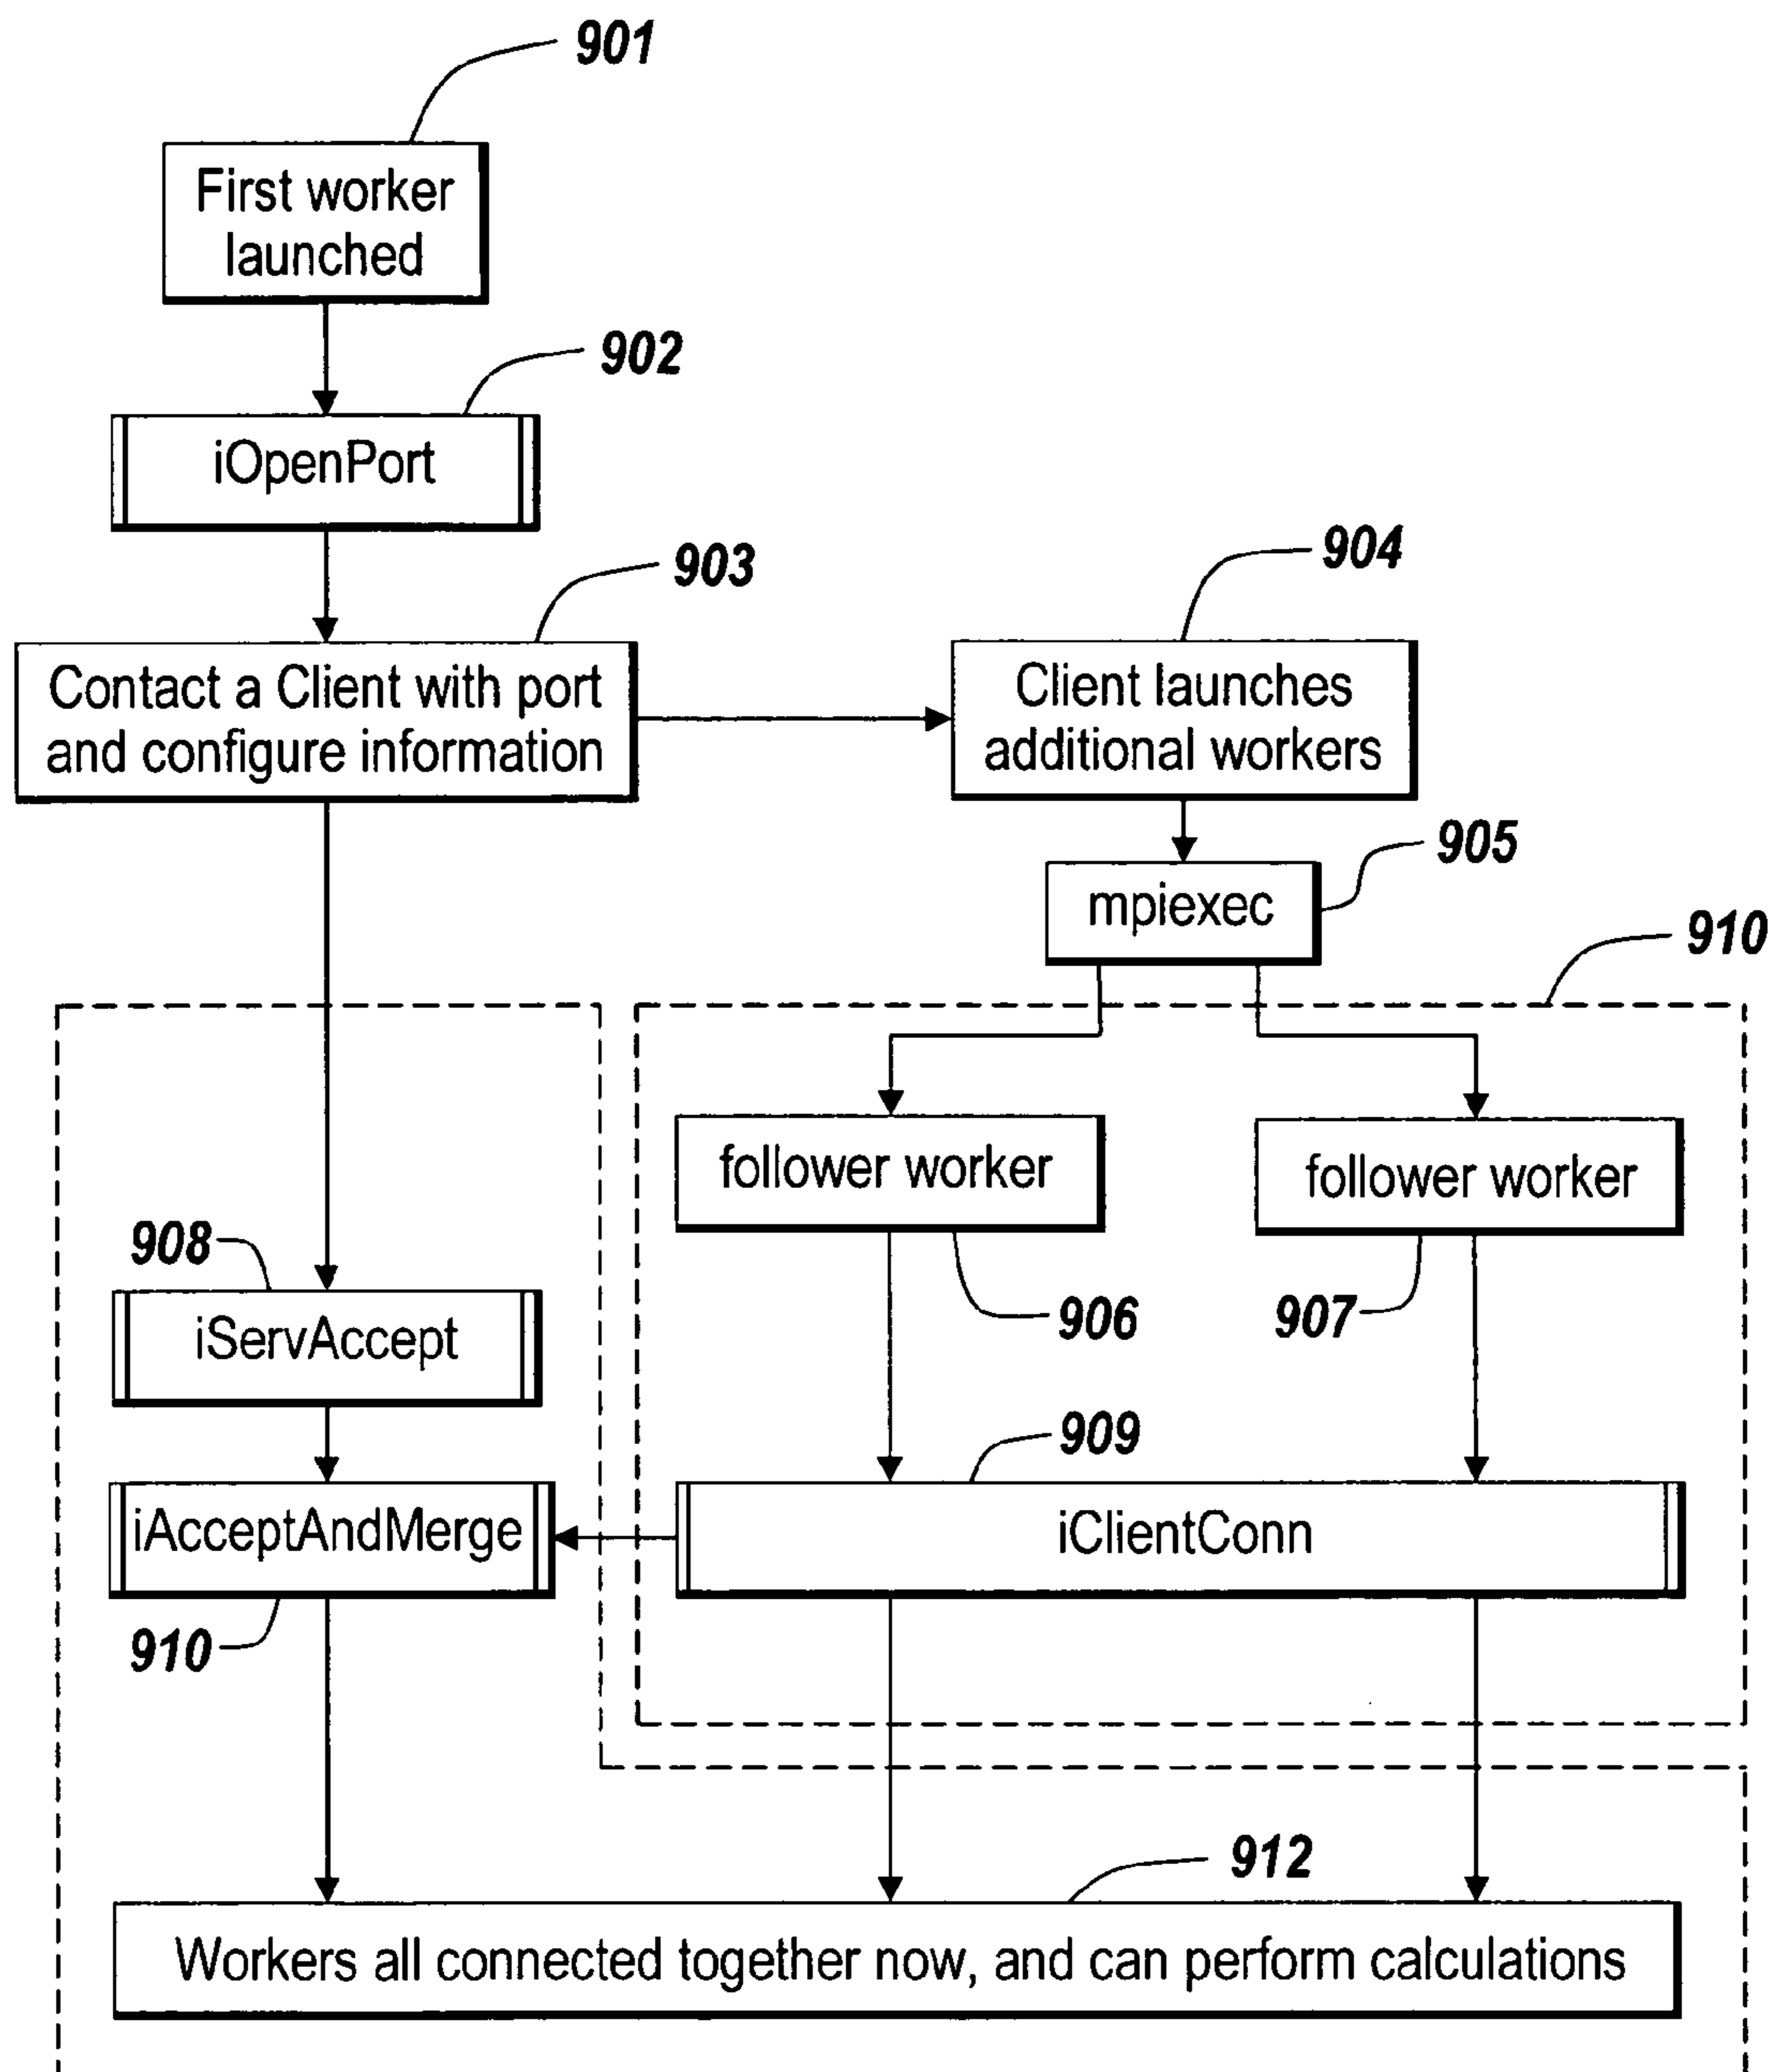 901
First worker
launched
902
iOpenPort
903
904
Contact a Client with port
and configure information
Client launches
additional workers
905
mpiexec
910
follower worker
follower worker
908
906
907
iServAccept
909
iAcceptAndMerge
iClientConn
910
912
Workers all connected together now, and can perform calculations